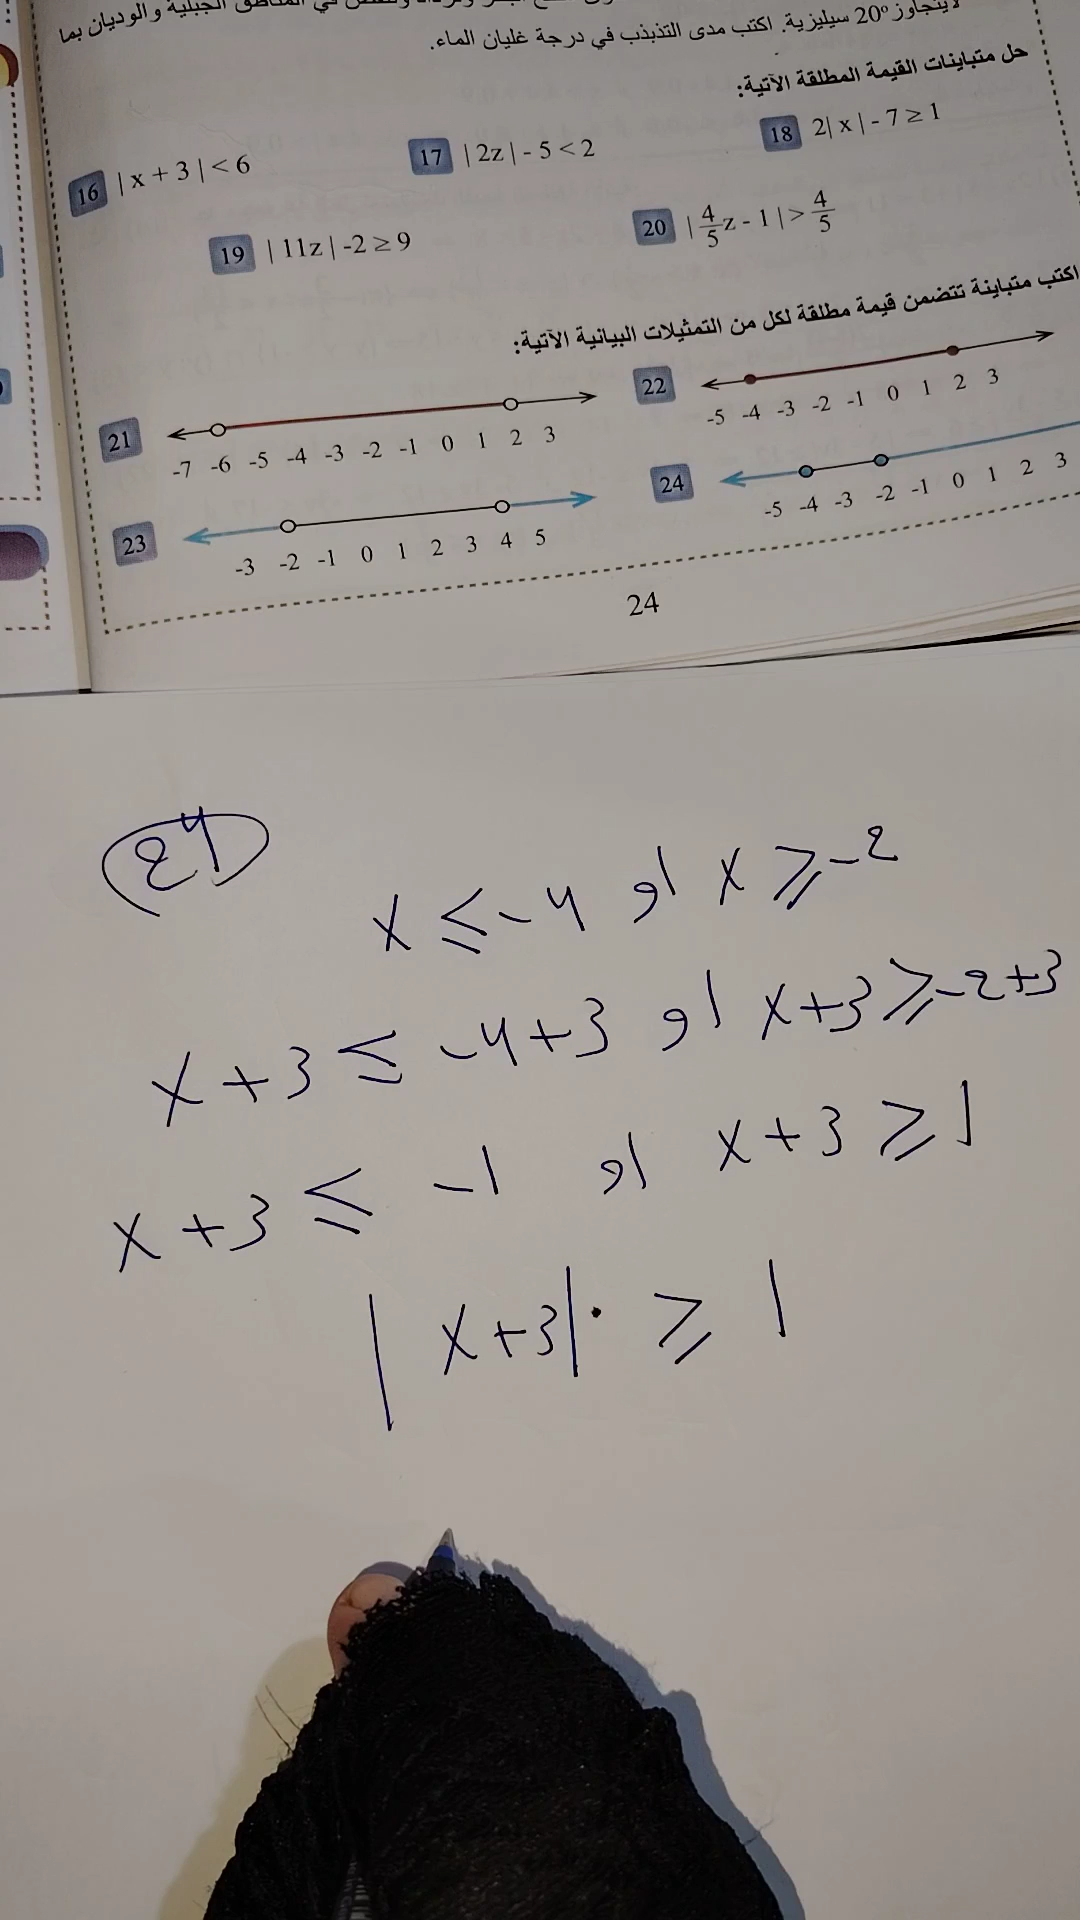 لايتجاوز 20° سيليزية. اكتب مدى التذبذب في درجة غليان الماء.
حل متباينات القيمة المطلقة الآتية:
16 | x + 3 | < 6
17 | 2z | - 5 < 2
18 2| x | - 7 ≥ 1
19 | 11z | -2 ≥ 9
20 | 4/5 z - 1 | > 4/5
اكتب متباينة تتضمن قيمة مطلقة لكل من التمثيلات البيانية الآتية:
21
-7 -6 -5 -4 -3 -2 -1 0 1 2 3
22
-5 -4 -3 -2 -1 0 1 2 3
23
-3 -2 -1 0 1 2 3 4 5
24
-5 -4 -3 -2 -1 0 1 2 3
24
24
x ≤ -4 او x ≥ -2
x + 3 ≤ -4+3 او x+3 ≥ -2+3
x + 3 ≤ -1 او x+3 ≥ 1
| x+3 | ≥ 1